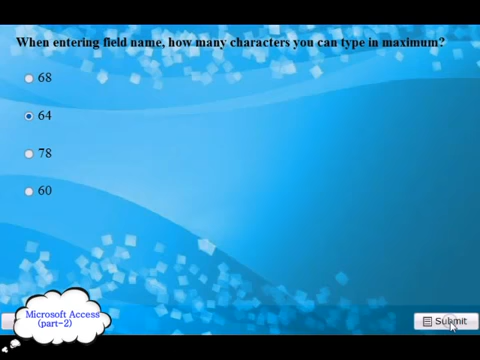 When entering field name, how many characters you can type in maximum?
68
64
78
60
Microsoft Access
(part-2)
Submit